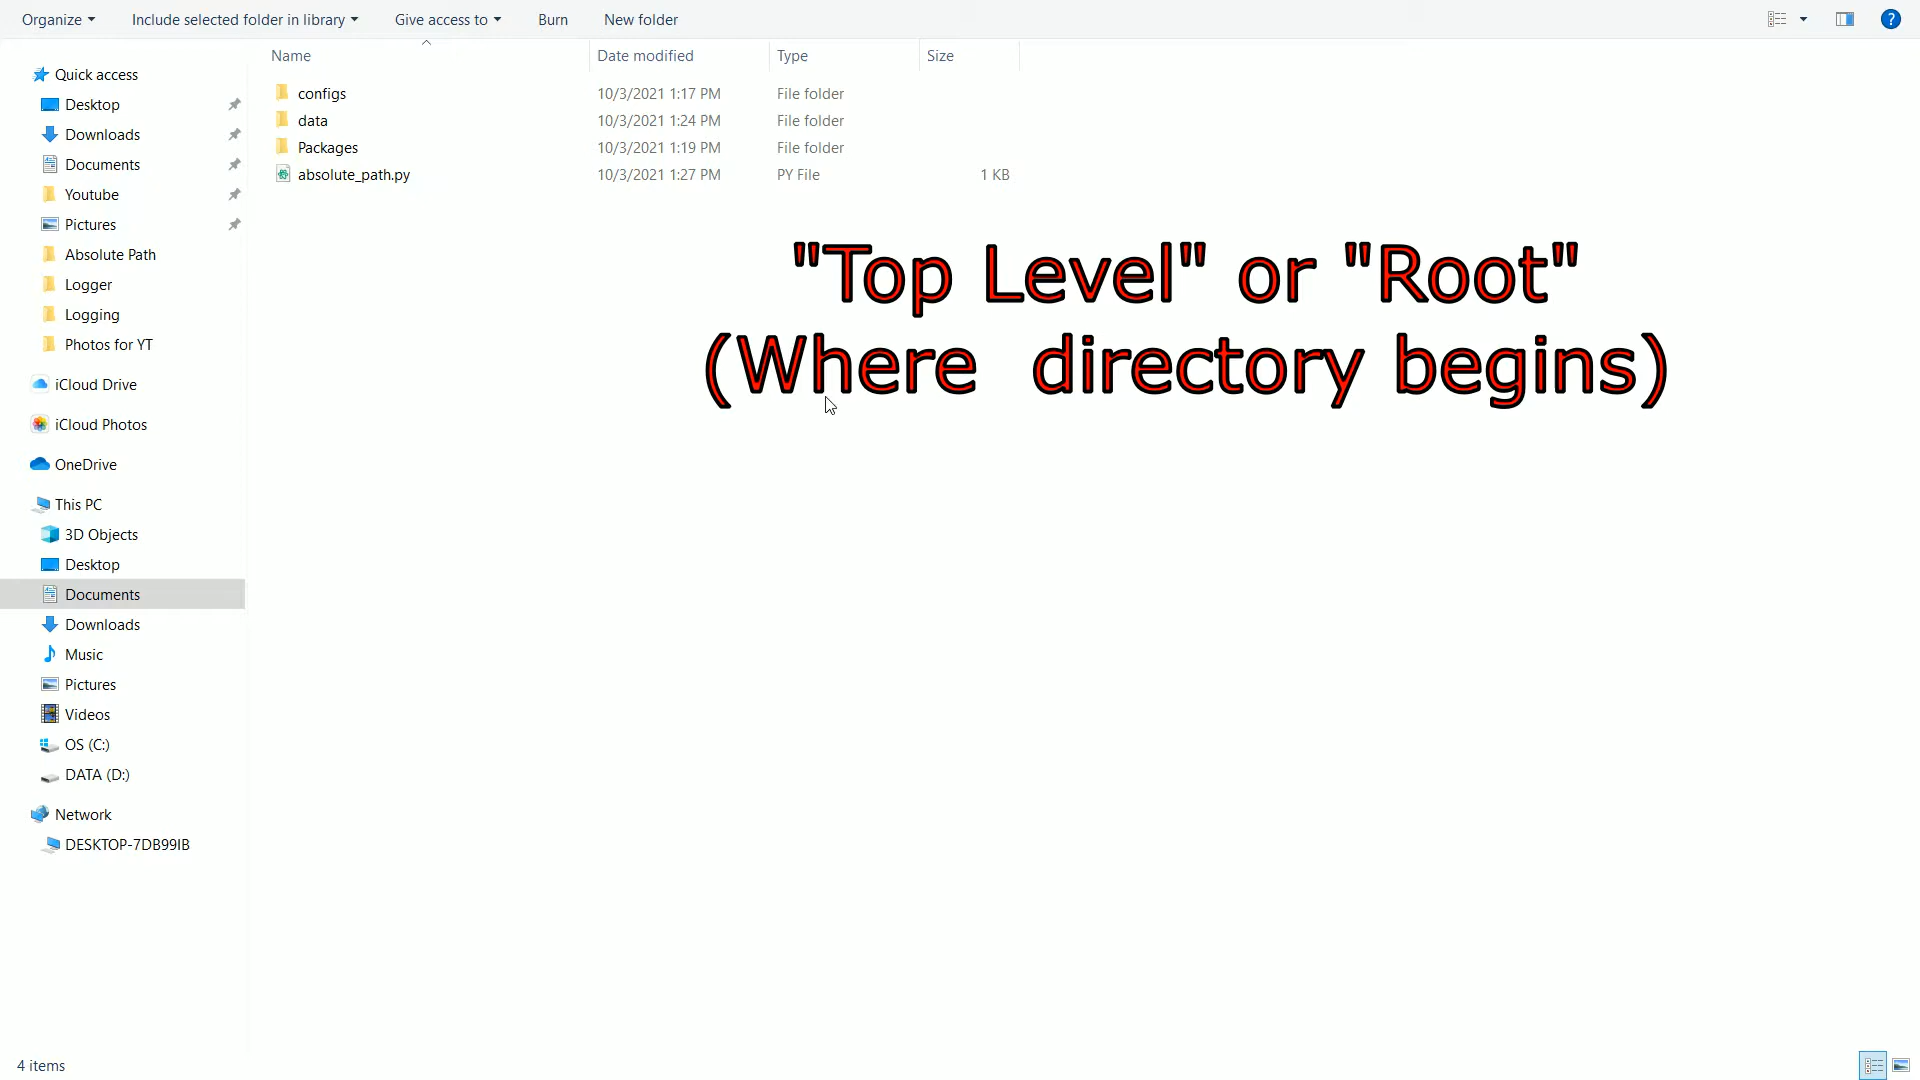 Organize
Include selected folder in library
Give access to
Burn
New folder
?
Name
Date modified
Type
Size
Quick access
Desktop
Downloads
Documents
Youtube
Pictures
Absolute Path
Logger
Logging
Photos for YT
iCloud Drive
iCloud Photos
OneDrive
This PC
3D Objects
Desktop
Documents
Downloads
Music
Pictures
Videos
OS (C:)
DATA (D:)
Network
DESKTOP-7DB99IB
configs 10/3/2021 1:17 PM File folder
data 10/3/2021 1:24 PM File folder
Packages 10/3/2021 1:19 PM File folder
absolute_path.py 10/3/2021 1:27 PM PY File 1 KB
"Top Level" or "Root"
(Where directory begins)
4 items